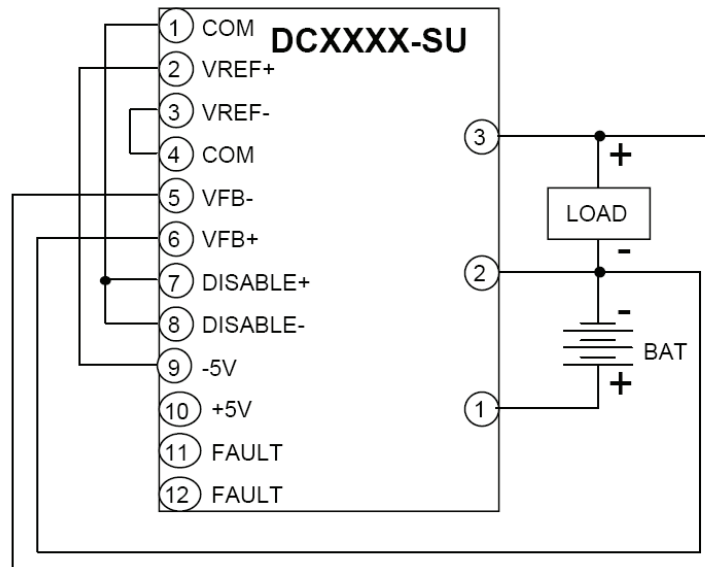 DCXXXX-SU
1 COM
2 VREF+
3 VREF-
4 COM
5 VFB-
6 VFB+
7 DISABLE+
8 DISABLE-
9 -5V
10 +5V
11 FAULT
12 FAULT
3
+
LOAD
-
2
-
BAT
+
1